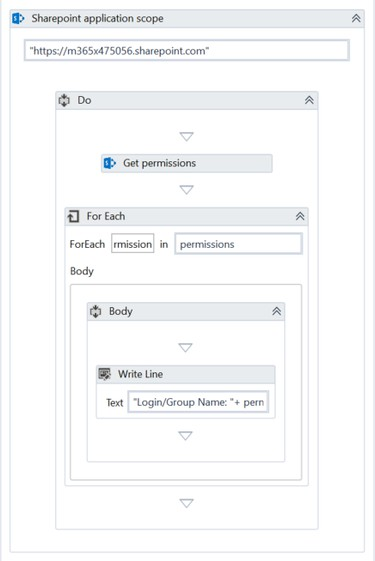 Sharepoint application scope
"https://m365x475056.sharepoint.com"
Do
Get permissions
For Each
ForEach rmission in permissions
Body
Body
Write Line
Text "Login/Group Name: "+ pern